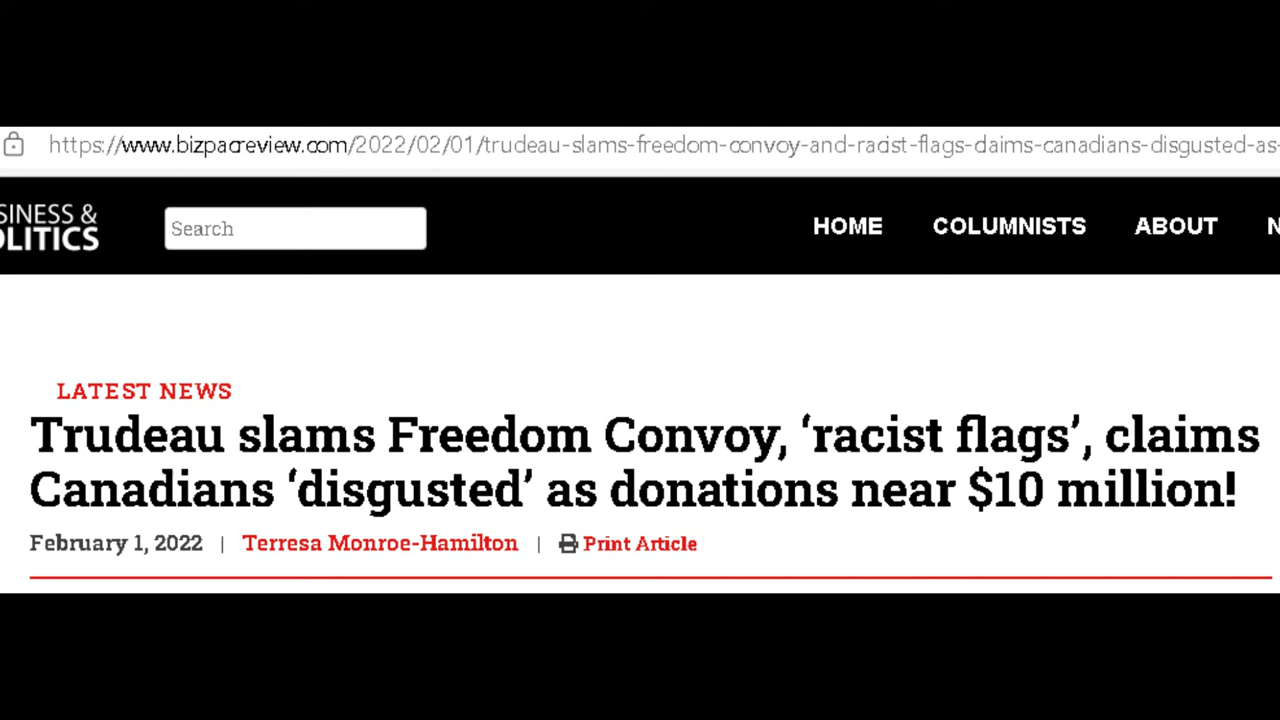 https://www.bizpacreview.com/2022/02/01/trudeau-slams-freedom-convoy-and-racist-flags-claims-canadians-disgusted-as-
SINESS &
OLITICS
Search
HOME COLUMNISTS ABOUT N
LATEST NEWS
Trudeau slams Freedom Convoy, ‘racist flags’, claims
Canadians ‘disgusted’ as donations near $10 million!
February 1, 2022 | Terresa Monroe-Hamilton | Print Article